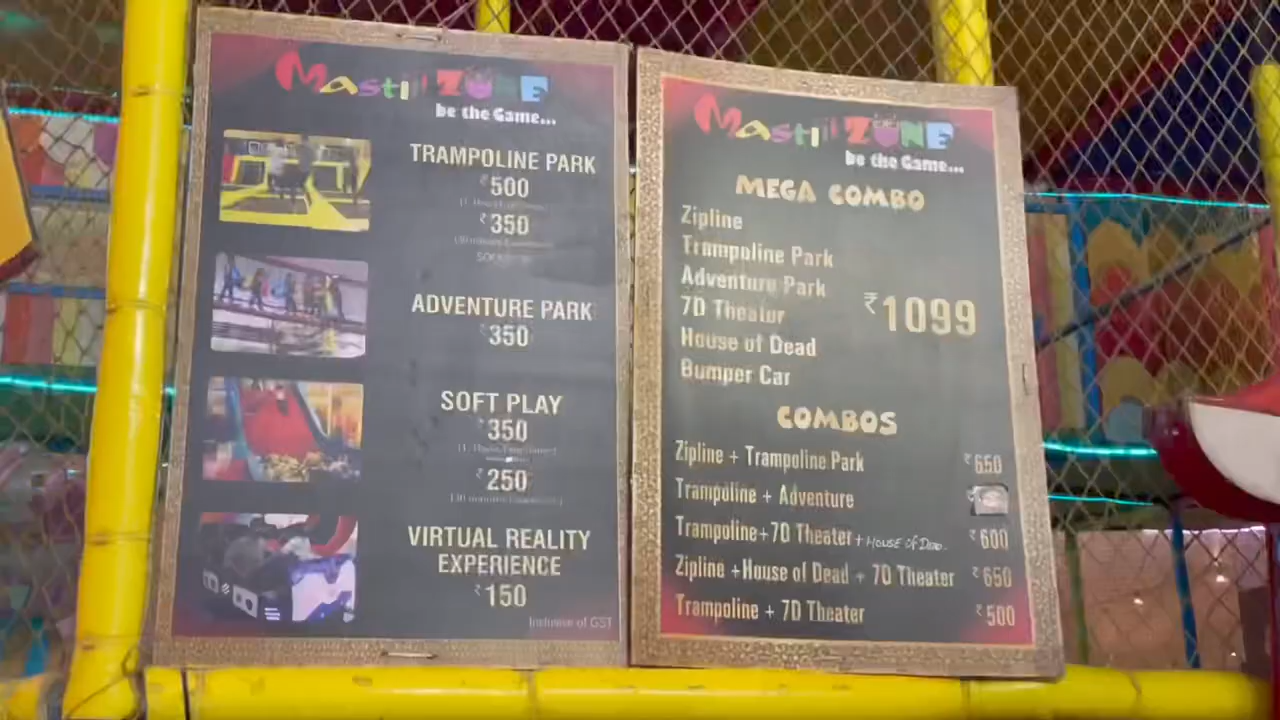 Mastii ZONE
be the Game...
TRAMPOLINE PARK
₹500
₹350
ADVENTURE PARK
₹350
SOFT PLAY
₹350
₹250
VIRTUAL REALITY
EXPERIENCE
₹150
Inclusive of GST
Mastii ZONE
be the Game...
MEGA COMBO
Zipline
Trampoline Park
Adventure Park
7D Theater
House of Dead
Bumper Car
₹1099
COMBOS
Zipline + Trampoline Park ₹650
Trampoline + Adventure
Trampoline+7D Theater + HOUSE OF DEAD ₹600
Zipline +House of Dead + 7D Theater ₹650
Trampoline + 7D Theater ₹500